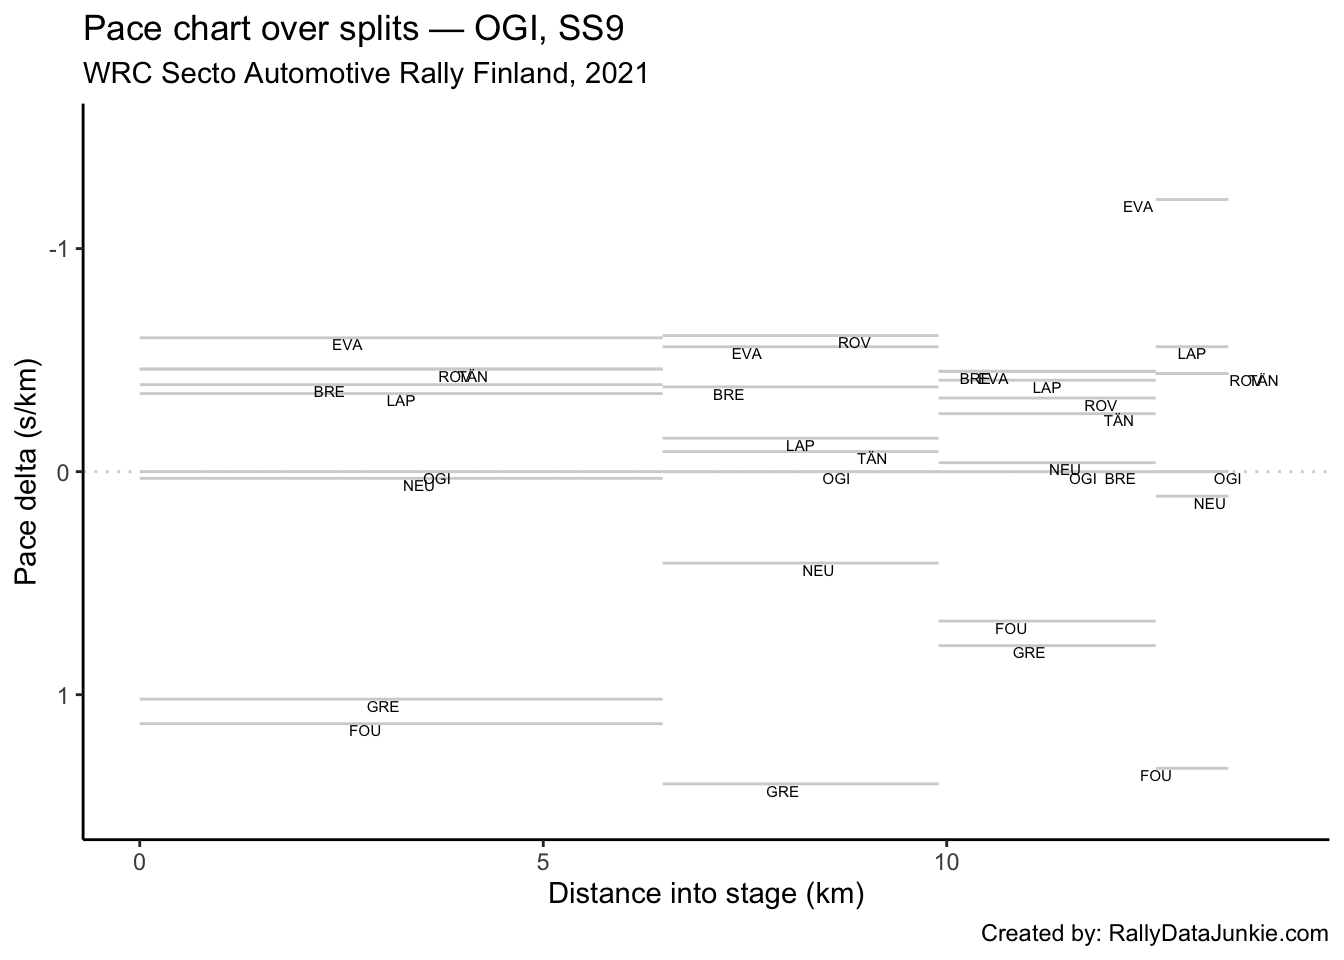 Pace chart over splits — OGI, SS9
WRC Secto Automotive Rally Finland, 2021
Pace delta (s/km)
-1
0
1
EVA
ROV TÄN
BRE
LAP
OGI
NEU
GRE
FOU
ROV
EVA
BRE
LAP
TÄN
OGI
NEU
GRE
BRE EVA
LAP
ROV
TÄN
NEU
OGI BRE
FOU
GRE
EVA
LAP
ROV TÄN
OGI
NEU
FOU
0 5 10
Distance into stage (km)
Created by: RallyDataJunkie.com